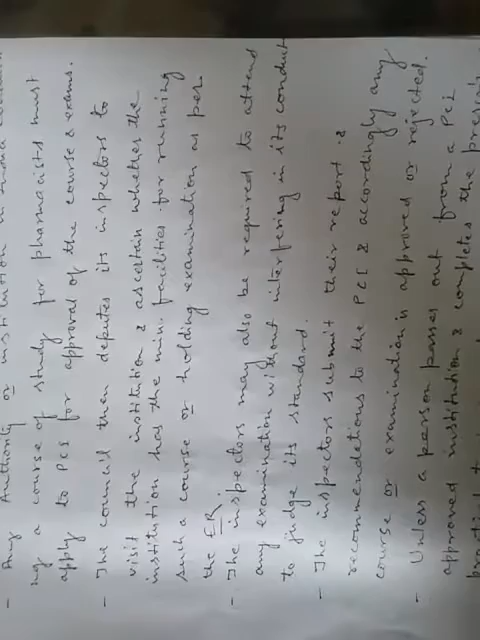 - Any Authority or institution in India
ng a course of study for pharmacists must
apply to PCI for approval of the course & exams.
- The council then deputes its inspectors to
visit the institution & ascertain whether the
institution has the min. facilities for running
such a course or holding examination as per
the ER.
- The inspectors may also be required to attend
any examination without interfering in its conduct
to judge its standard.
- The inspectors submit their report &
recommendations to the PCI & accordingly any
course or examination is approved or rejected.
- Unless a person passes out from a PCI
approved institution & completes the